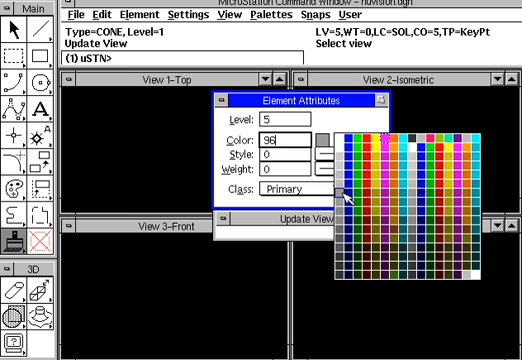 Main
MicroStation Command Window - nuvision.dgn
File Edit Element Settings View Palettes Snaps User
Type=CONE, Level=1
LV=5,WT=0,LC=SOL,CO=5,TP=KeyPt
Update View
Select view
(1) uSTN>
View 1-Top
View 2-Isometric
Element Attributes
Level: 5
Color: 96
Style: 0
Weight: 0
Class: Primary
Update View
View 3-Front
3D
A
?